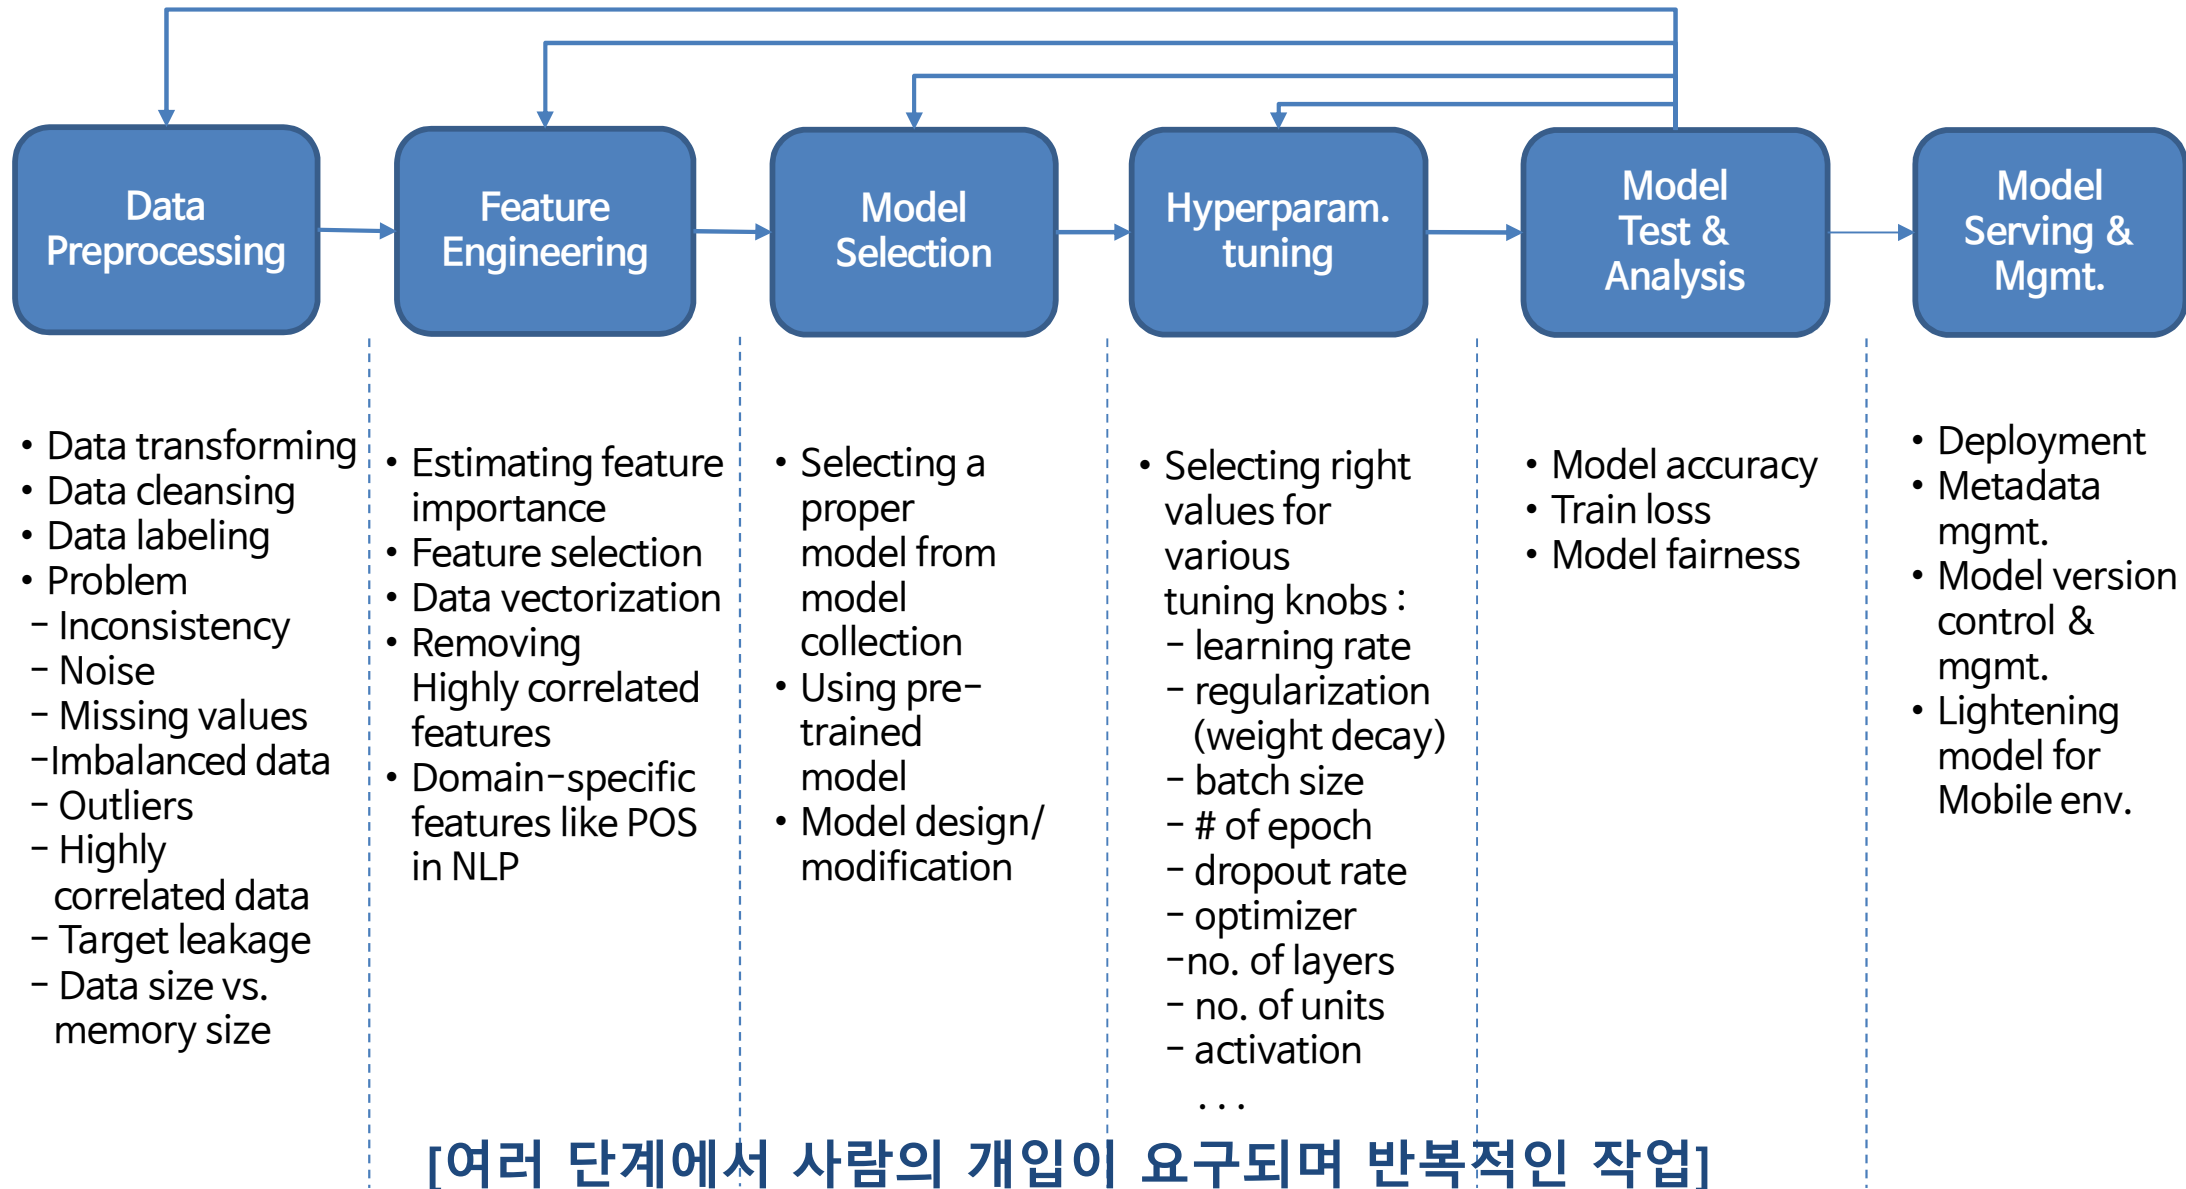 Data
Preprocessing
Feature
Engineering
Model
Selection
Hyperparam.
tuning
Model
Test &
Analysis
Model
Serving &
Mgmt.
• Data transforming
• Data cleansing
• Data labeling
• Problem
- Inconsistency
- Noise
- Missing values
-Imbalanced data
- Outliers
- Highly
correlated data
- Target leakage
- Data size vs.
memory size
• Estimating feature
importance
• Feature selection
• Data vectorization
• Removing
Highly correlated
features
• Domain-specific
features like POS
in NLP
• Selecting a
proper
model from
model
collection
• Using pre-
trained
model
• Model design/
modification
• Selecting right
values for
various
tuning knobs :
- learning rate
- regularization
(weight decay)
- batch size
- # of epoch
- dropout rate
- optimizer
-no. of layers
- no. of units
- activation
...
• Model accuracy
• Train loss
• Model fairness
• Deployment
• Metadata
mgmt.
• Model version
control &
mgmt.
• Lightening
model for
Mobile env.
[여러 단계에서 사람의 개입이 요구되며 반복적인 작업]